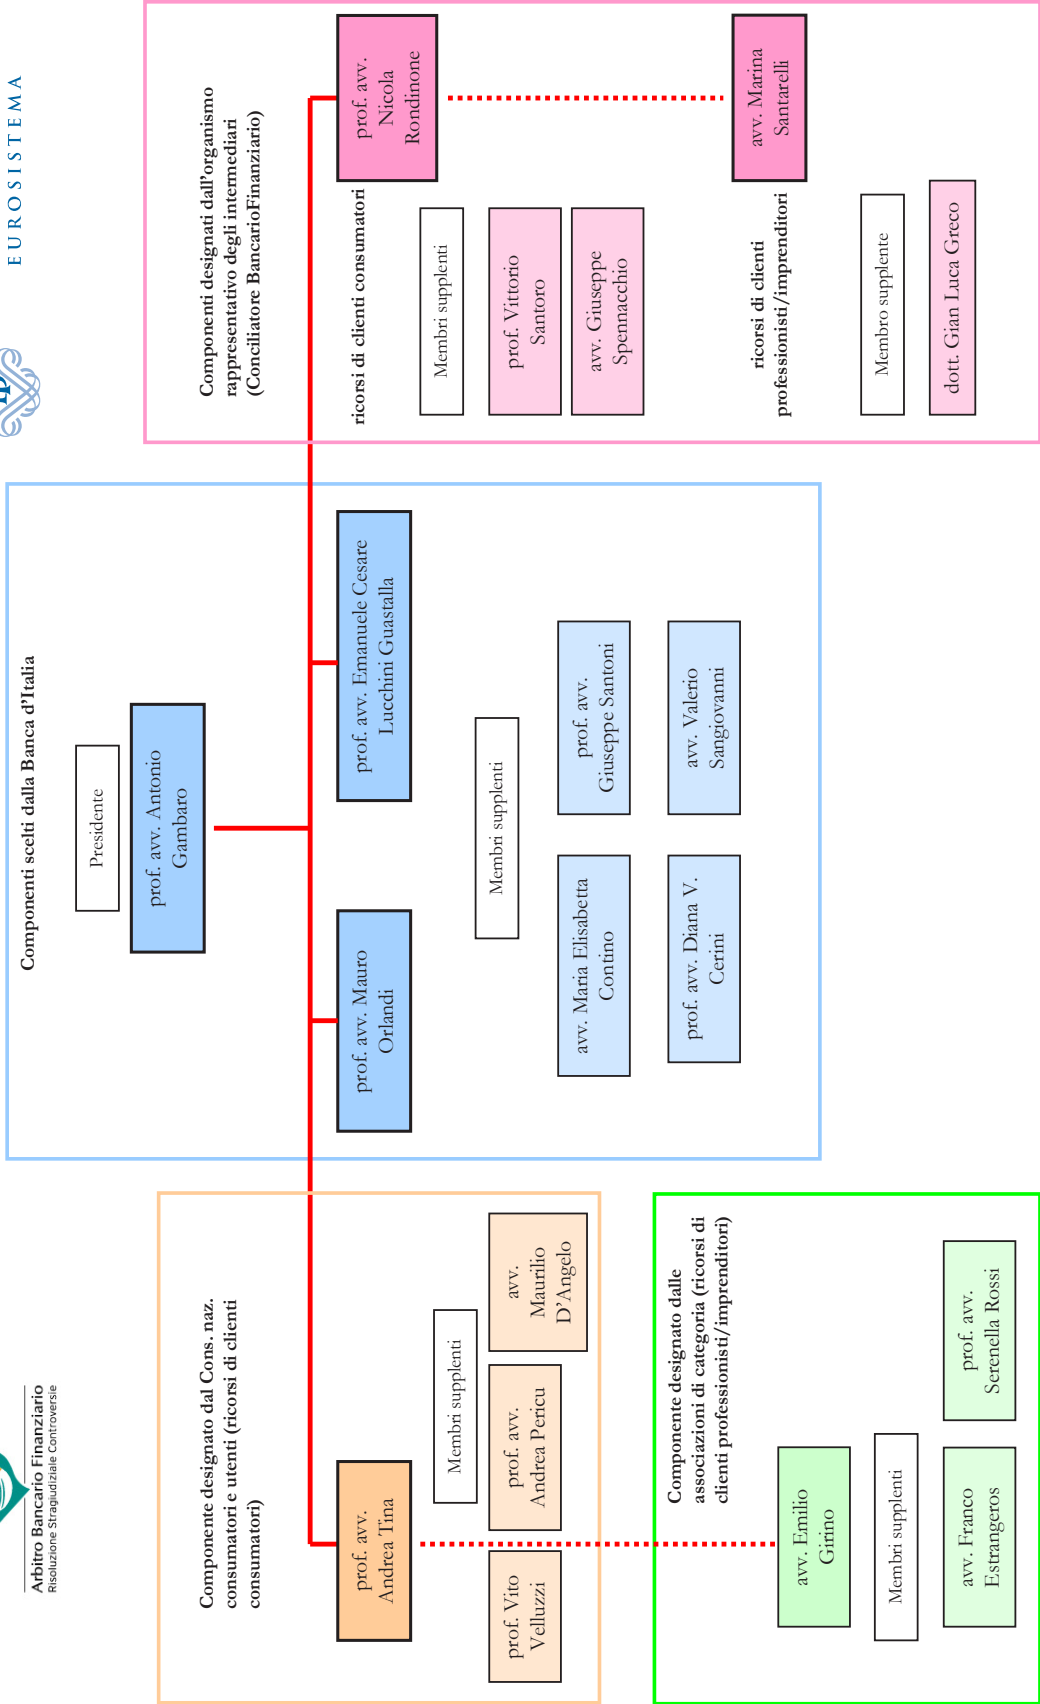 Arbitro Bancario Finanziario
Risoluzione Stragiudiziale Controversie
EUROSISTEMA
Componenti scelti dalla Banca d'Italia
Presidente
prof. avv. Antonio
Gambaro
prof. avv. Mauro
Orlandi
prof. avv. Emanuele Cesare
Lucchini Guastalla
Membri supplenti
avv. Maria Elisabetta
Contino
prof. avv.
Giuseppe Santoni
prof. avv. Diana V.
Cerini
avv. Valerio
Sangiovanni
Componente designato dal Cons. naz.
consumatori e utenti (ricorsi di clienti
consumatori)
prof. avv.
Andrea Tina
Membri supplenti
prof. Vito
Velluzzi
prof. avv.
Andrea Pericu
avv.
Maurilio
D'Angelo
Componente designato dalle
associazioni di categoria (ricorsi di
clienti professionisti/imprenditori)
avv. Emilio
Girino
Membri supplenti
avv. Franco
Estrangeros
prof. avv.
Serenella Rossi
Componenti designati dall'organismo
rappresentativo degli intermediari
(Conciliatore BancarioFinanziario)
prof. avv.
Nicola
Rondinone
ricorsi di clienti consumatori
Membri supplenti
prof. Vittorio
Santoro
avv. Giuseppe
Spennacchio
avv. Marina
Santarelli
ricorsi di clienti
professionisti/imprenditori
Membro supplente
dott. Gian Luca Greco